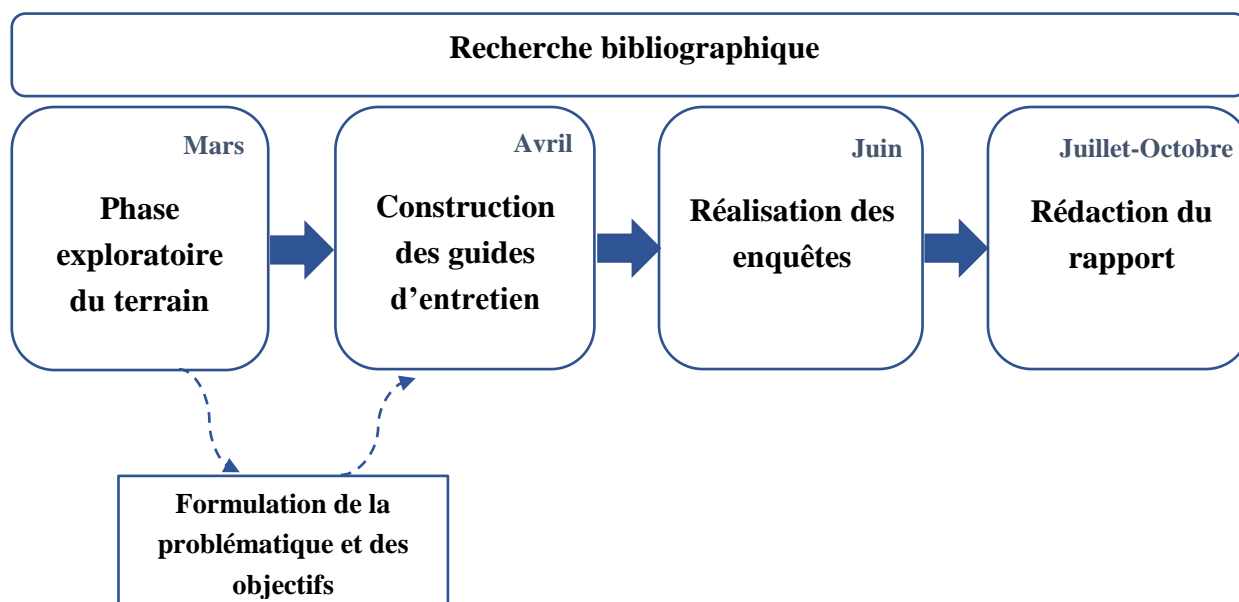 Recherche bibliographique
Mars
Phase
exploratoire
du terrain
Avril
Construction
des guides
d’entretien
Juin
Réalisation des
enquêtes
Juillet-Octobre
Rédaction du
rapport
Formulation de la
problématique et des
objectifs